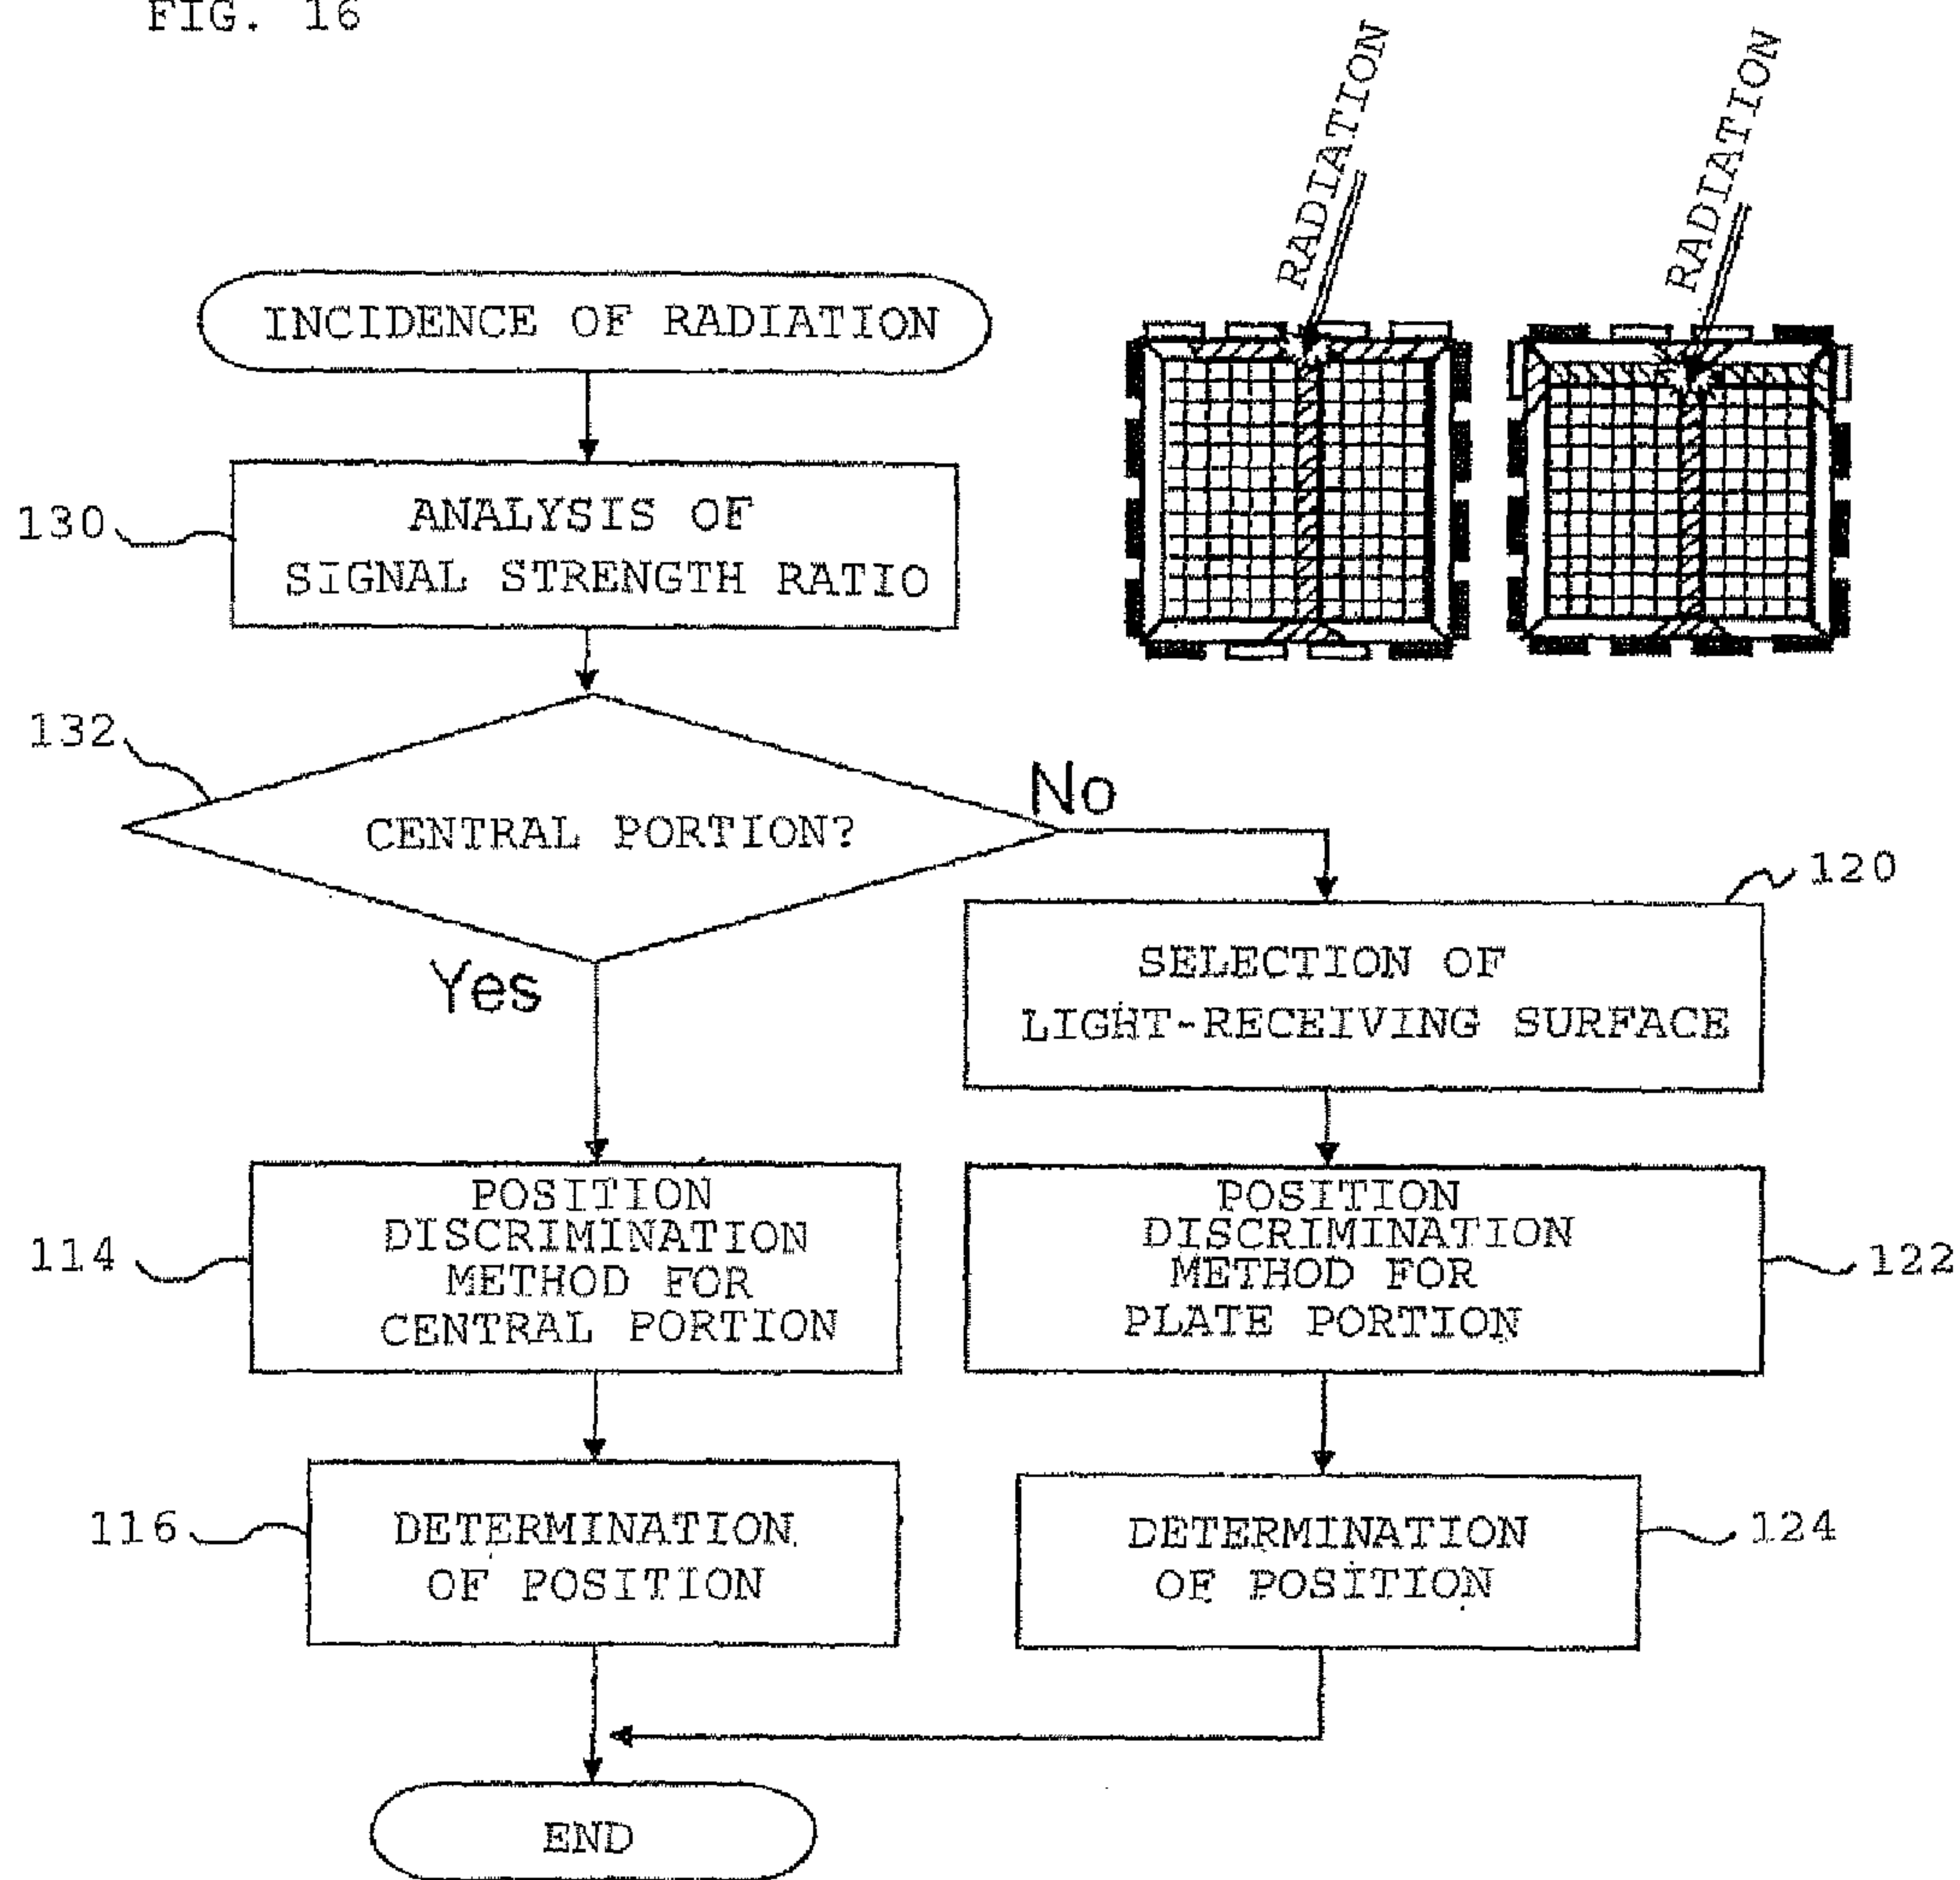 FIG. 16
RADIATION
RADIATION
INCIDENCE OF RADIATION
130
ANALYSIS OF
SIGNAL STRENGTH RATIO
132
CENTRAL PORTION?
No
Yes
120
SELECTION OF
LIGHT-RECEIVING SURFACE
114
POSITION
DISCRIMINATION
METHOD FOR
CENTRAL PORTION
POSITION
DISCRIMINATION
METHOD FOR
PLATE PORTION
122
116
DETERMINATION
OF POSITION
DETERMINATION
OF POSITION
124
END